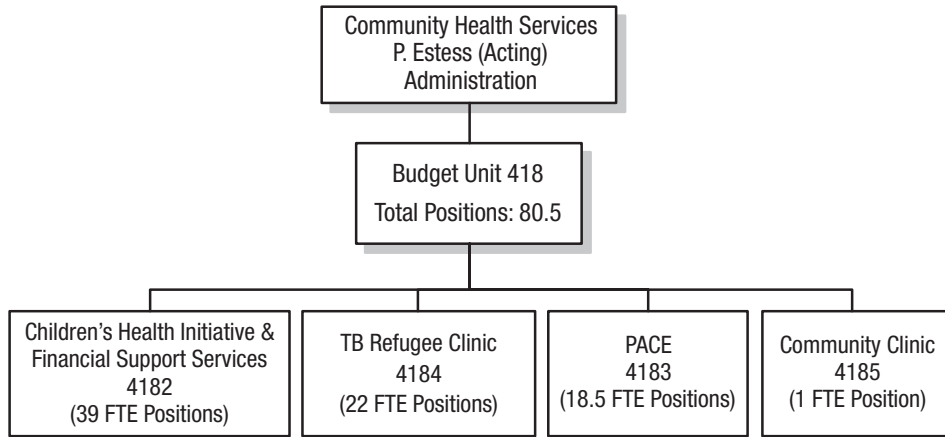 Community Health Services
P. Estess (Acting)
Administration
Budget Unit 418
Total Positions: 80.5
Children’s Health Initiative &
Financial Support Services
4182
(39 FTE Positions)
TB Refugee Clinic
4184
(22 FTE Positions)
PACE
4183
(18.5 FTE Positions)
Community Clinic
4185
(1 FTE Position)